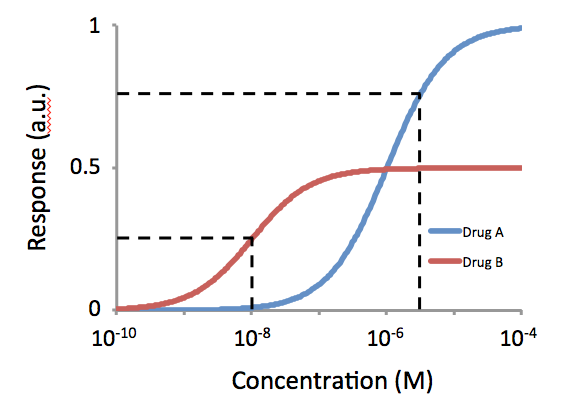 1
0.5
0
Response (a.u.)
Drug A
Drug B
10-10
10-8
10-6
10-4
Concentration (M)